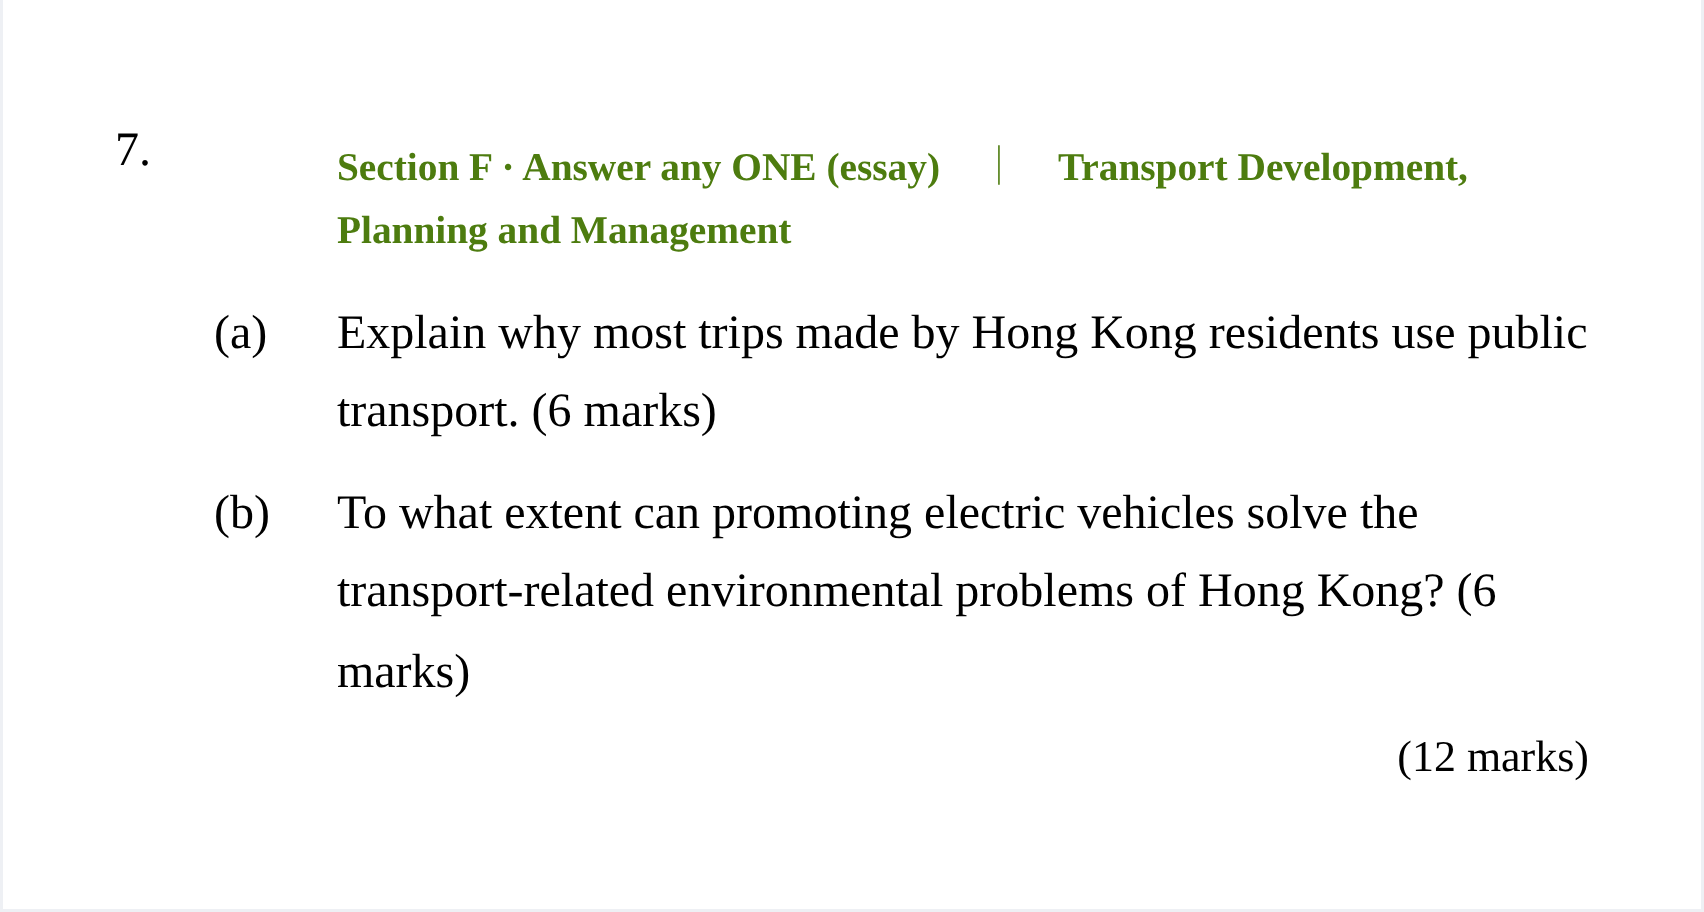 7.
Section F · Answer any ONE (essay) | Transport Development,
Planning and Management
(a) Explain why most trips made by Hong Kong residents use public
transport. (6 marks)
(b) To what extent can promoting electric vehicles solve the
transport-related environmental problems of Hong Kong? (6
marks)
(12 marks)